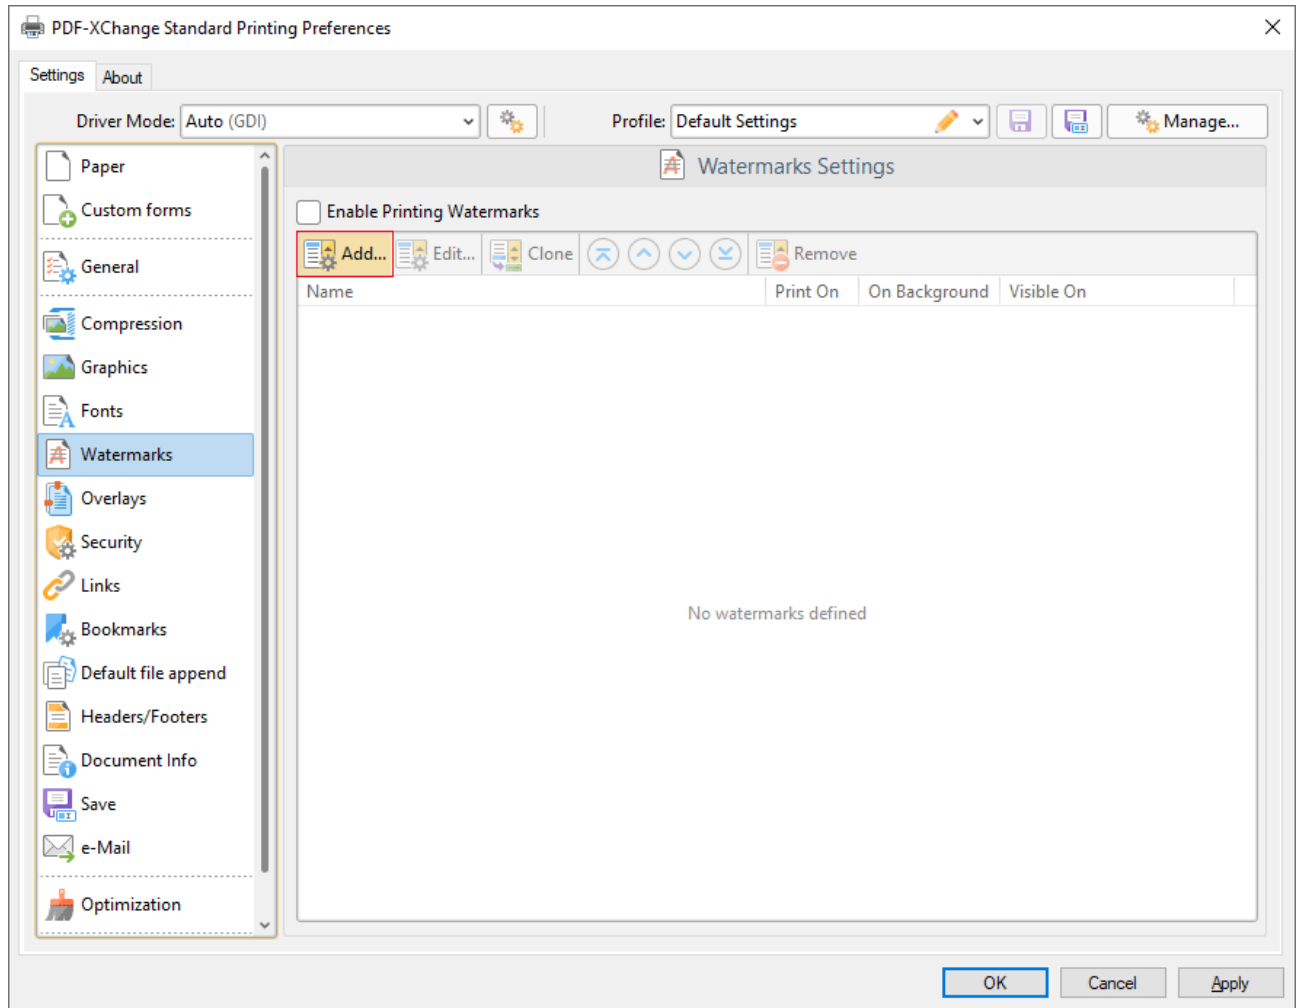 PDF-XChange Standard Printing Preferences
Settings About
Driver Mode: Auto (GDI) Profile: Default Settings Manage...
Paper
Custom forms
General
Compression
Graphics
Fonts
Watermarks
Overlays
Security
Links
Bookmarks
Default file append
Headers/Footers
Document Info
Save
e-Mail
Optimization
Watermarks Settings
Enable Printing Watermarks
Add... Edit... Clone Remove
Name Print On On Background Visible On
No watermarks defined
OK Cancel Apply